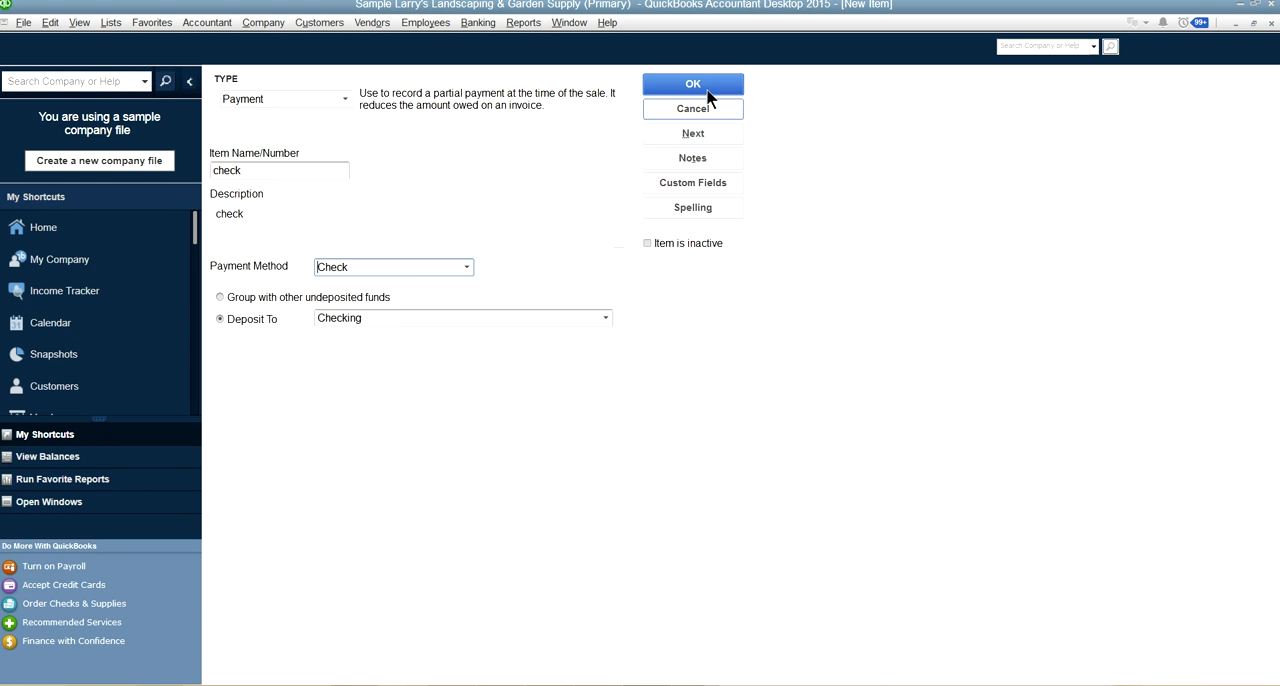 Sample Larry's Landscaping & Garden Supply (Primary) - QuickBooks Accountant Desktop 2015 - [New Item]
File Edit View Lists Favorites Accountant Company Customers Vendors Employees Banking Reports Window Help
99+
Search Company or Help
Search Company or Help
You are using a sample
company file
Create a new company file
My Shortcuts
Home
My Company
Income Tracker
Calendar
Snapshots
Customers
My Shortcuts
View Balances
Run Favorite Reports
Open Windows
Do More With QuickBooks
Turn on Payroll
Accept Credit Cards
Order Checks & Supplies
Recommended Services
Finance with Confidence
TYPE
Payment
Use to record a partial payment at the time of the sale. It
reduces the amount owed on an invoice.
Item Name/Number
check
Description
check
Payment Method Check
Group with other undeposited funds
Deposit To Checking
OK
Cancel
Next
Notes
Custom Fields
Spelling
Item is inactive